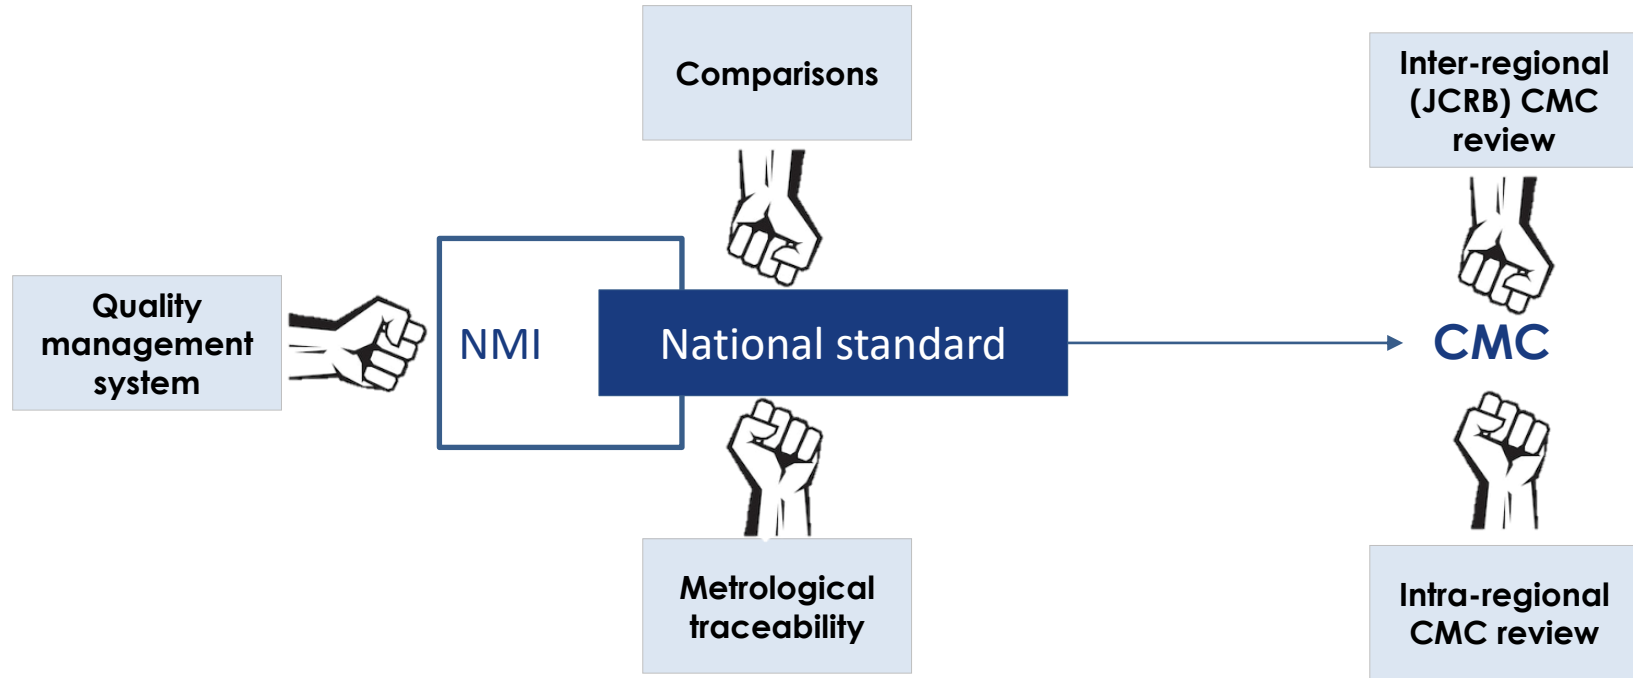 Comparisons
Inter-regional
(JCRB) CMC
review
Quality
management
system
NMI
National standard
CMC
Metrological
traceability
Intra-regional
CMC review